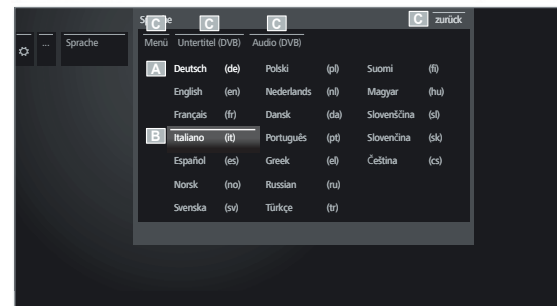 Sprache
C C C C zurück
... Sprache
Menü Untertitel (DVB) Audio (DVB)
A Deutsch (de) Polski (pl) Suomi (fi)
English (en) Nederlands (nl) Magyar (hu)
Français (fr) Dansk (da) Slovenščina (sl)
B Italiano (it) Português (pt) Slovenčina (sk)
Español (es) Greek (el) Čeština (cs)
Norsk (no) Russian (ru)
Svenska (sv) Türkçe (tr)